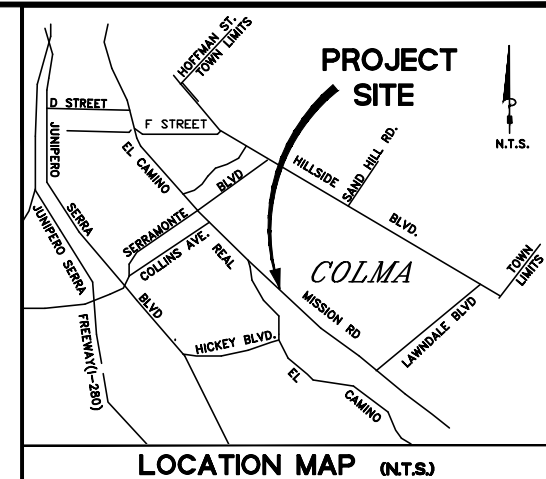 HOFFMAN ST.
TOWN LIMITS
PROJECT
SITE
N.T.S.
D STREET
F STREET
JUNIPERO
SERRA
BLVD
EL CAMINO
REAL
HILLSIDE
BLVD.
SAND HILL RD.
SERRAMONTE
BLVD
COLLINS AVE.
JUNIPERO SERRA
FREEWAY(I-280)
COLMA
TOWN
LIMITS
MISSION RD
LAWNDALE BLVD
HICKEY BLVD.
EL
CAMINO
LOCATION MAP (N.T.S.)